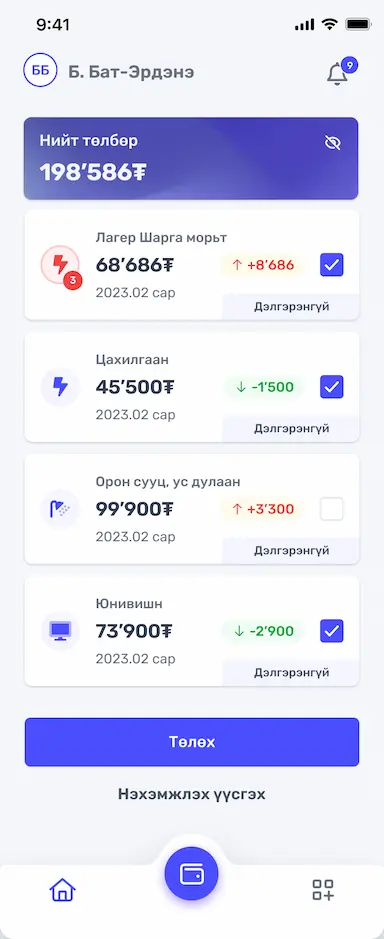 9:41
ББ
Б. Бат-Эрдэнэ
9
Нийт төлбөр
198’586₮
Лагер Шарга морьт
68’686₮
↑ +8’686
3
2023.02 сар
Дэлгэрэнгүй
Цахилгаан
45’500₮
↓ -1’500
2023.02 сар
Дэлгэрэнгүй
Орон сууц, ус дулаан
99’900₮
↑ +3’300
2023.02 сар
Дэлгэрэнгүй
Юнивишн
73’900₮
↓ -2’900
2023.02 сар
Дэлгэрэнгүй
Төлөх
Нэхэмжлэх үүсгэх